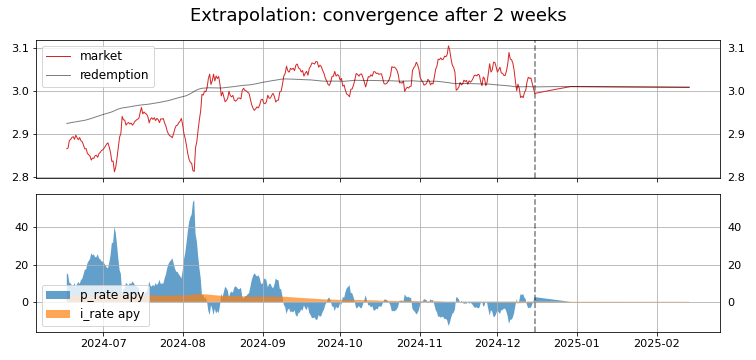 Extrapolation: convergence after 2 weeks
3.1 3.1
market
redemption
3.0 3.0
2.9 2.9
2.8 2.8
40 40
20 20
p_rate apy
0 0
i_rate apy
2024-07 2024-08 2024-09 2024-10 2024-11 2024-12 2025-01 2025-02